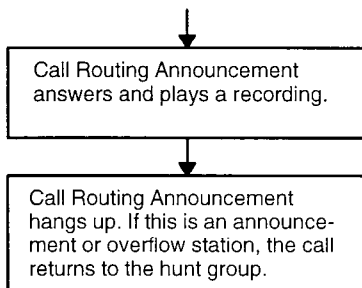 Call Routing Announcement
answers and plays a recording.
Call Routing Announcement
hangs up. If this is an announce-
ment or overflow station, the call
returns to the hunt group.